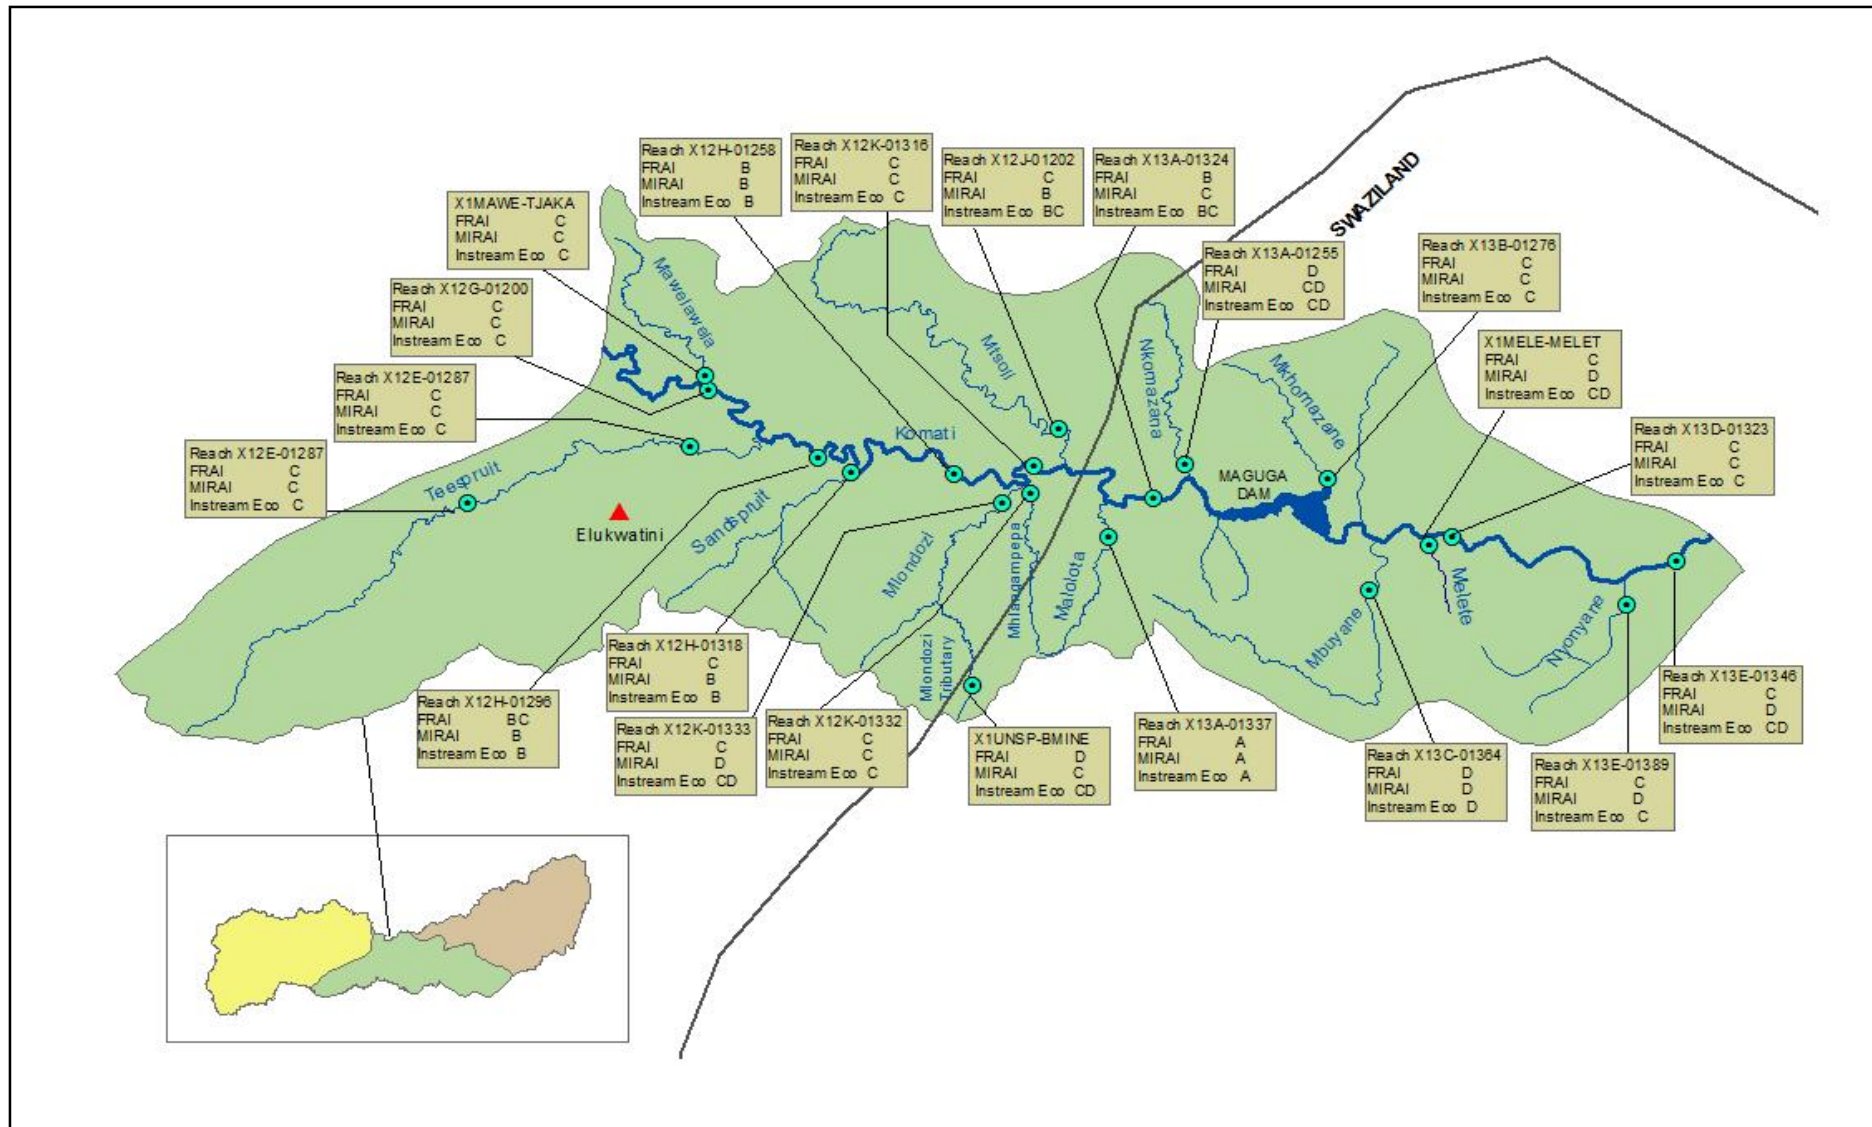 Reach X12H-01258
FRAI B
MIRAI B
Instream Eco B
Reach X12K-01316
FRAI C
MIRAI C
Instream Eco C
Reach X12J-01202
FRAI C
MIRAI B
Instream Eco BC
Reach X13A-01324
FRAI B
MIRAI C
Instream Eco BC
SWAZILAND
X1MAWE-TJAKA
FRAI C
MIRAI C
Instream Eco C
Reach X13A-01255
FRAI D
MIRAI CD
Instream Eco CD
Reach X13B-01276
FRAI C
MIRAI C
Instream Eco C
Reach X12G-01200
FRAI C
MIRAI C
Instream Eco C
X1MELE-MELET
FRAI C
MIRAI D
Instream Eco CD
Reach X12E-01287
FRAI C
MIRAI C
Instream Eco C
Reach X13D-01323
FRAI C
MIRAI C
Instream Eco C
Reach X12E-01287
FRAI C
MIRAI C
Instream Eco C
Mawelawela
Mtsoji
Nkomazana
Mkhomazane
Komati
MAGUGA
DAM
Teespruit
Elukwatini
Sandspruit
Mlondozi
Mhlangampepa
Malolota
Mbuyane
Melete
Nyonyane
Mlondozi
Tributary
Reach X12H-01318
FRAI C
MIRAI B
Instream Eco B
Reach X12H-01296
FRAI BC
MIRAI B
Instream Eco B
Reach X12K-01333
FRAI C
MIRAI D
Instream Eco CD
Reach X12K-01332
FRAI C
MIRAI C
Instream Eco C
X1UNSP-BMINE
FRAI D
MIRAI C
Instream Eco CD
Reach X13A-01337
FRAI A
MIRAI A
Instream Eco A
Reach X13C-01364
FRAI D
MIRAI D
Instream Eco D
Reach X13E-01389
FRAI C
MIRAI D
Instream Eco C
Reach X13E-01346
FRAI C
MIRAI D
Instream Eco CD